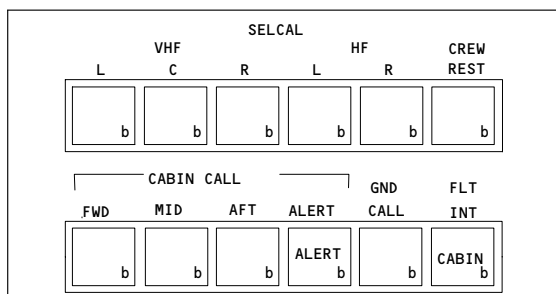 SELCAL
VHF HF CREW
L C R L R REST
b b b b b b
CABIN CALL
GND FLT
FWD MID AFT ALERT CALL INT
ALERT CABIN
b b b b b b